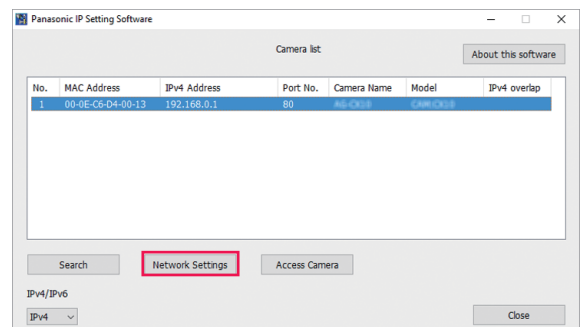 Panasonic IP Setting Software
Camera list
About this software
No. MAC Address IPv4 Address Port No. Camera Name Model IPv4 overlap
1 00-0E-C6-D4-00-13 192.168.0.1 80
Search Network Settings Access Camera
IPv4/IPv6
IPv4 Close